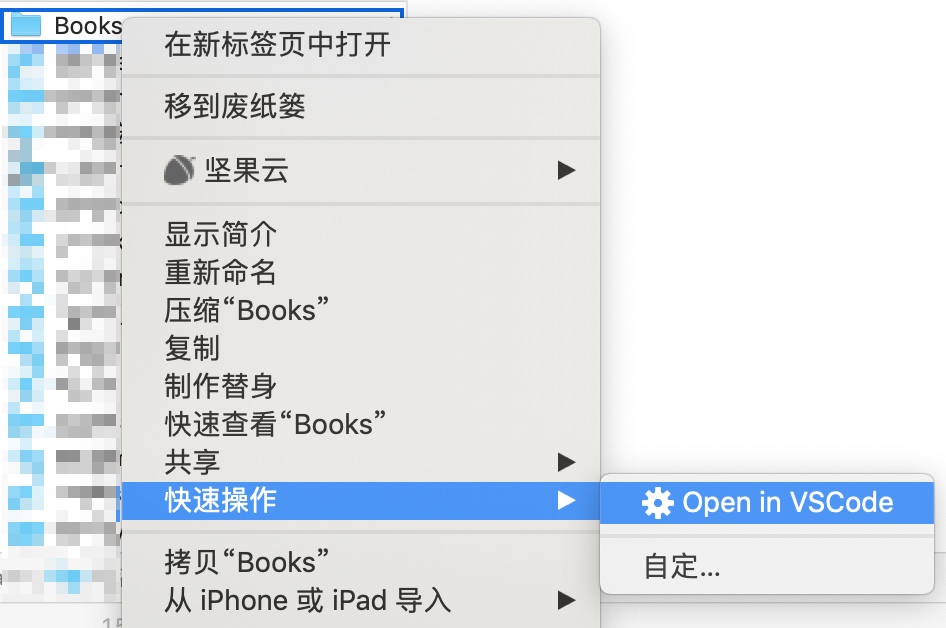 Books
在新标签页中打开
移到废纸篓
坚果云
显示简介
重新命名
压缩“Books”
复制
制作替身
快速查看“Books”
共享
快速操作
Open in VSCode
自定...
拷贝“Books”
从 iPhone 或 iPad 导入